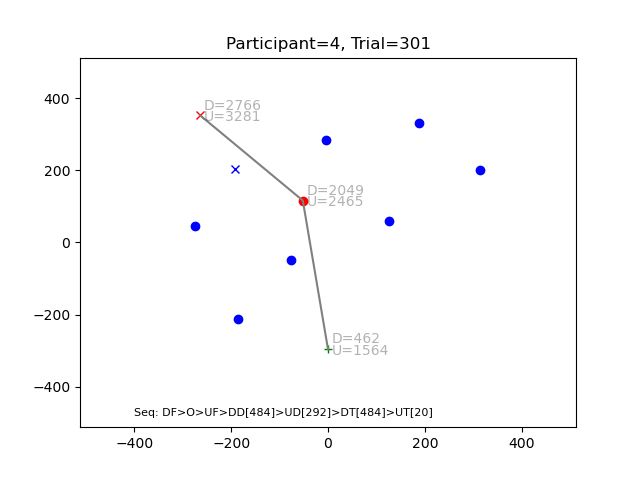 Participant=4, Trial=301
400
200
0
−200
−400
D=2766
U=3281
D=2049
U=2465
D=462
U=1564
Seq: DF>O>UF>DD[484]>UD[292]>DT[484]>UT[20]
−400 −200 0 200 400